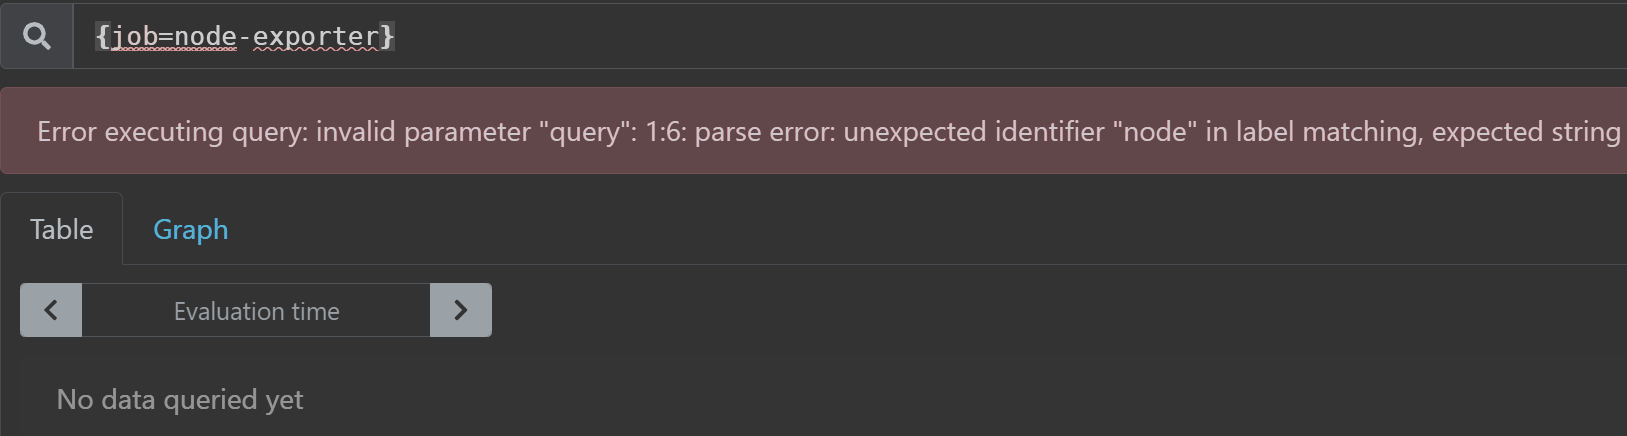 {job=node-exporter}
Error executing query: invalid parameter "query": 1:6: parse error: unexpected identifier "node" in label matching, expected string
Table
Graph
Evaluation time
No data queried yet